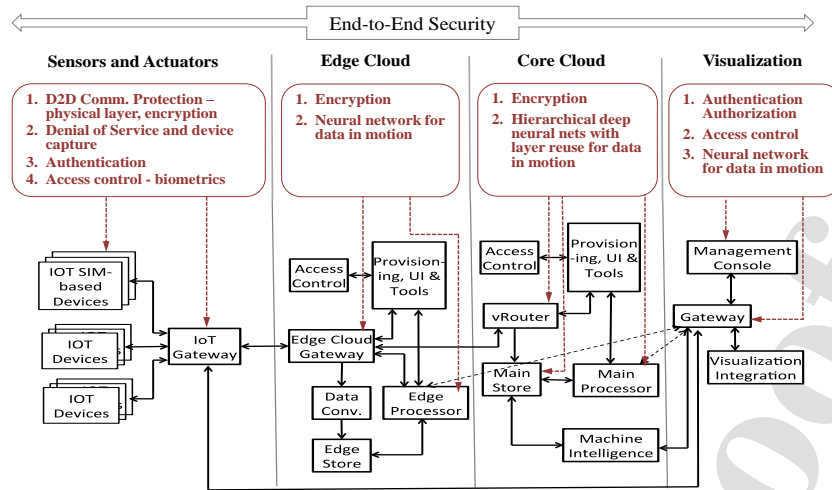 End-to-End Security
Sensors and Actuators
Edge Cloud
Core Cloud
Visualization
1. D2D Comm. Protection –
physical layer, encryption
2. Denial of Service and device
capture
3. Authentication
4. Access control - biometrics
1. Encryption
2. Neural network for
data in motion
1. Encryption
2. Hierarchical deep
neural nets with
layer reuse for data
in motion
1. Authentication
Authorization
2. Access control
3. Neural network
for data in motion
IOT SIM-
based Devices
IOT Devices
IOT Devices
IoT
Gateway
Access
Control
Provision-
ing, UI &
Tools
Edge Cloud
Gateway
Data
Conv.
Edge
Processor
Edge
Store
Access
Control
Provision-
ing, UI &
Tools
vRouter
Main
Store
Main
Processor
Machine
Intelligence
Management
Console
Gateway
Visualization
Integration